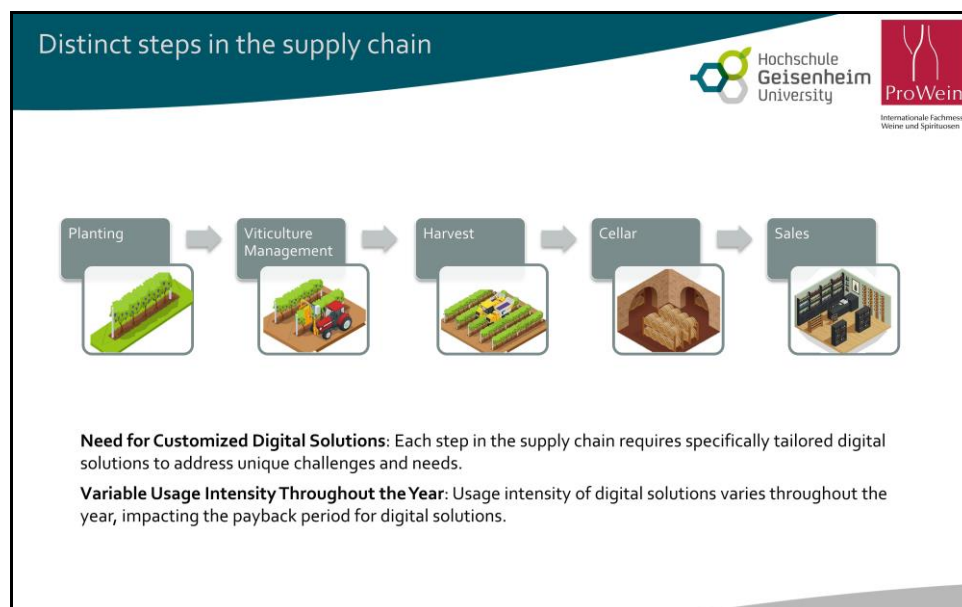 Distinct steps in the supply chain
Hochschule
Geisenheim
University
ProWein
Internationale Fachmess
Weine und Spirituosen
Planting
Viticulture
Management
Harvest
Cellar
Sales
Need for Customized Digital Solutions: Each step in the supply chain requires specifically tailored digital
solutions to address unique challenges and needs.
Variable Usage Intensity Throughout the Year: Usage intensity of digital solutions varies throughout the
year, impacting the payback period for digital solutions.